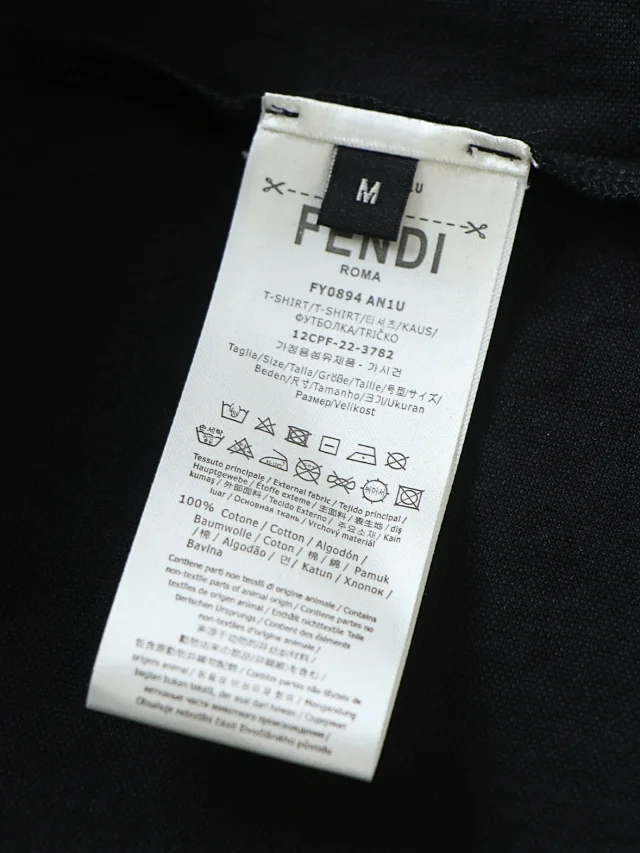 M
FENDI
ROMA
FY0894 AN1U
T-SHIRT/T-SHIRT/티셔츠/KAUS/
ФУТБОЛКА/TRIČKO
12CPF-22-3782
가정용섬유제품 - 가시건
Taglia/Size/Talla/Größe/Taille/号型/サイズ/
Beden/尺寸/Tamanho/크기/Ukuran
Размер/Velikost
손세탁
Tessuto principale / External fabric / Tejido principal /
Hauptgewebe / Étoffe externe / 主面料 / 表生地 / dış
kumaş / 外部面料 / Tecido Externo / 주요소재 / Kain
luar / Основная ткань / Vrchový materiál
100% Cotone / Cotton / Algodón /
Baumwolle / Coton / 棉 / 綿 / Pamuk
/ 棉 / Algodão / 면 / Katun / Хлопок /
Bavlna
Contiene parti non tessili di origine animale / Contains
non-textile parts of animal origin / Contiene partes no
textiles de origen animal / Enthält nichttextile Teile
tierischen Ursprungs / Contient des éléments
non-textiles d'origine animale /
origem animal /